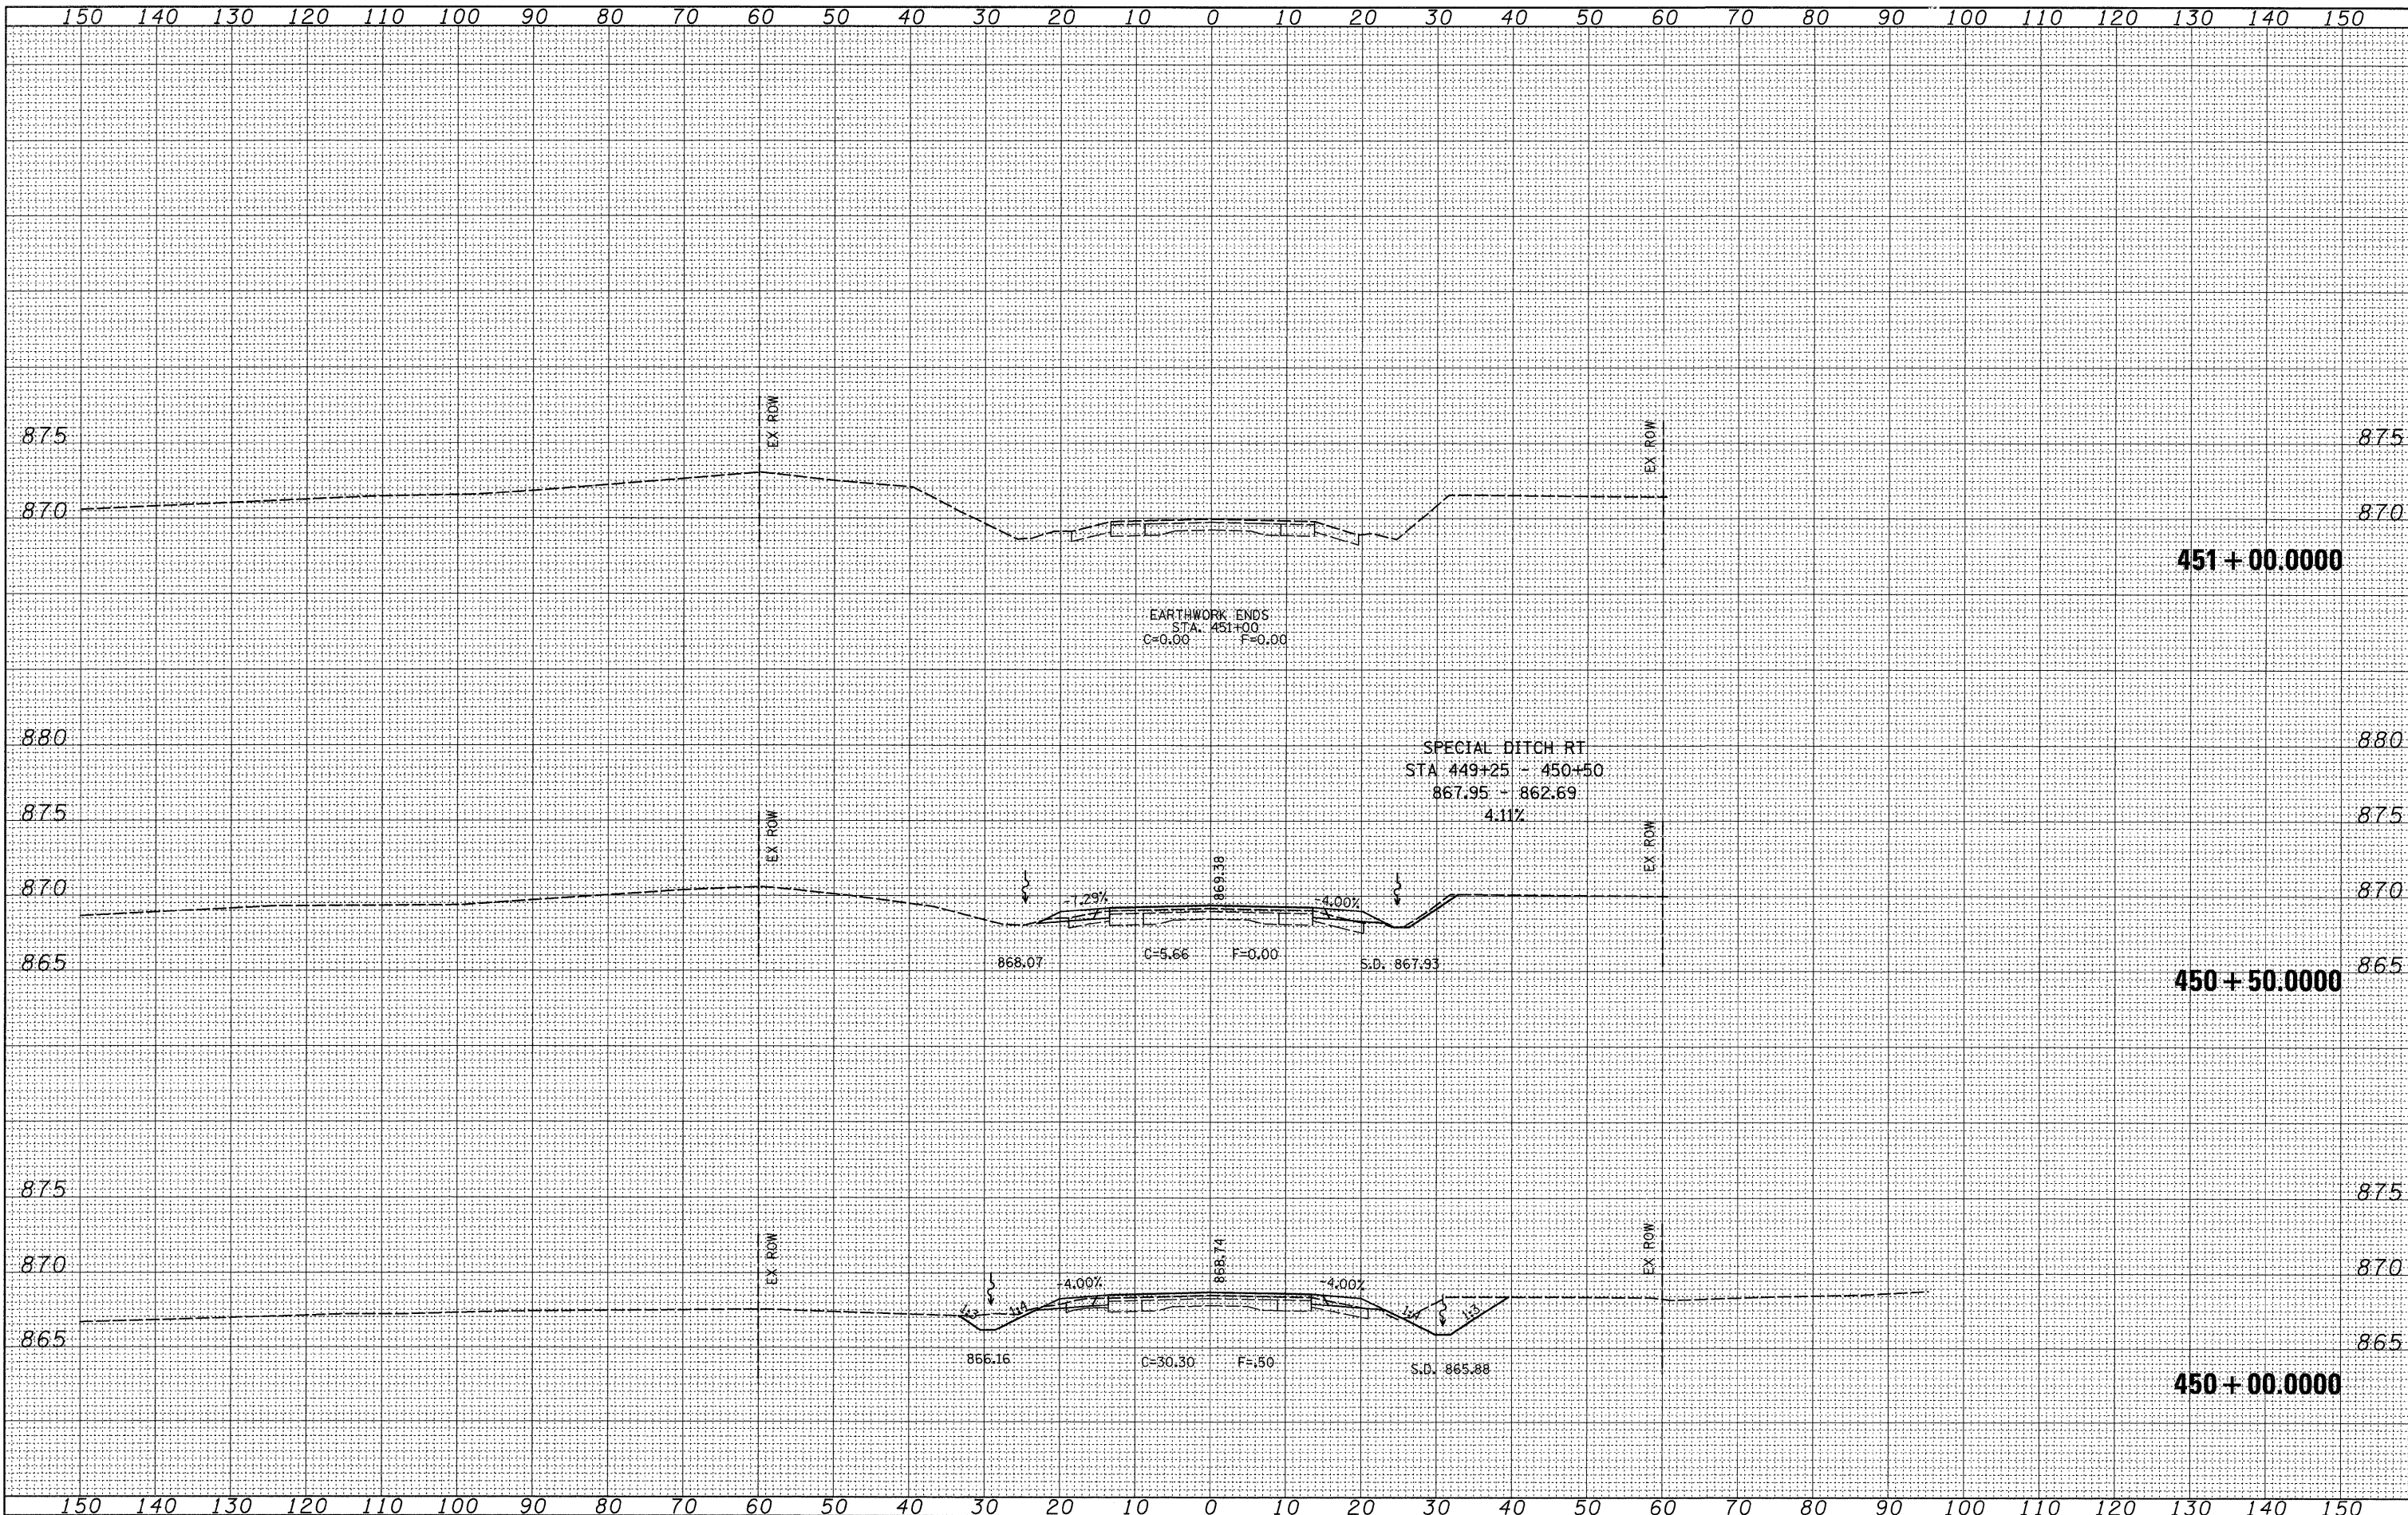 150 140 130 120 110 100 90 80 70 60 50 40 30 20 10 0 10 20 30 40 50 60 70 80 90 100 110 120 130 140 150
EX ROW
EX ROW
875 875
870 870
451+00.0000
EARTHWORK ENDS
STA. 451+00
C=0.00 F=0.00
880 880
SPECIAL DITCH RT
STA 449+25 - 450+50
867.95 - 862.69
4.11%
875 875
EX ROW
EX ROW
869.38
870 870
-7.29% -4.00%
C=5.66 F=0.00
868.07 S.D. 867.93
865 865
450+50.0000
875 875
EX ROW
EX ROW
868.74
870 870
-4.00% -4.00%
1:3 1:4 1:4 1:3
865 865
866.16 C=30.30 F=.50 S.D. 865.88
450+00.0000
150 140 130 120 110 100 90 80 70 60 50 40 30 20 10 0 10 20 30 40 50 60 70 80 90 100 110 120 130 140 150